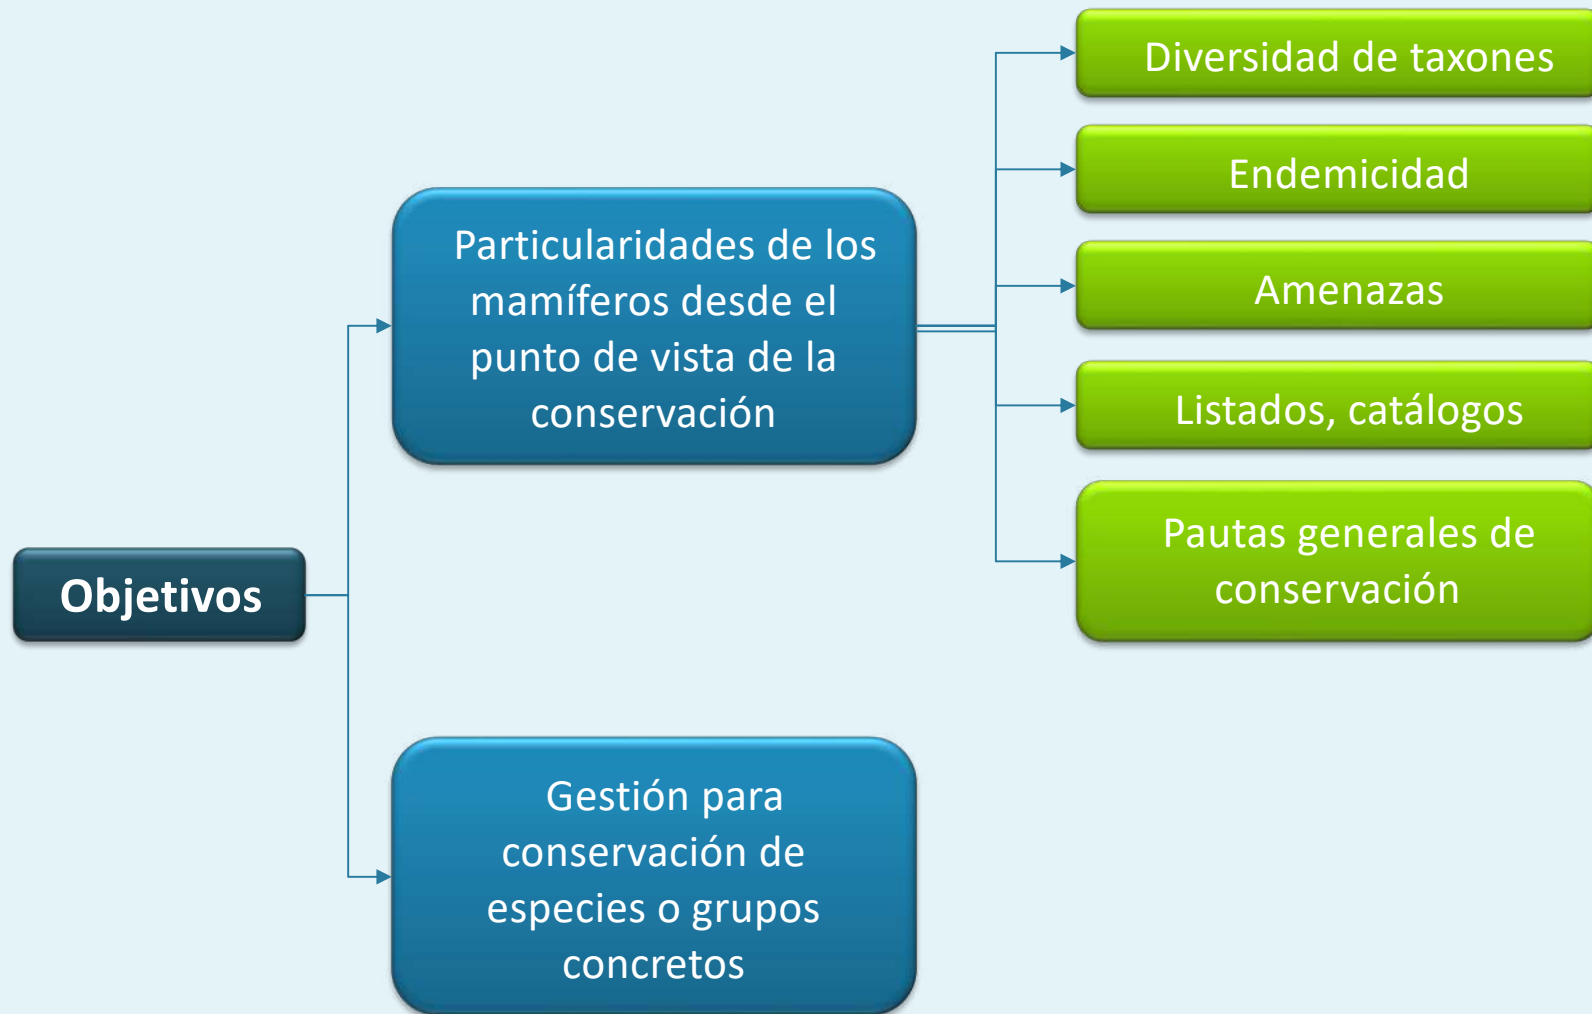 Objetivos
Particularidades de los
mamíferos desde el
punto de vista de la
conservación
Diversidad de taxones
Endemicidad
Amenazas
Listados, catálogos
Pautas generales de
conservación
Gestión para
conservación de
especies o grupos
concretos